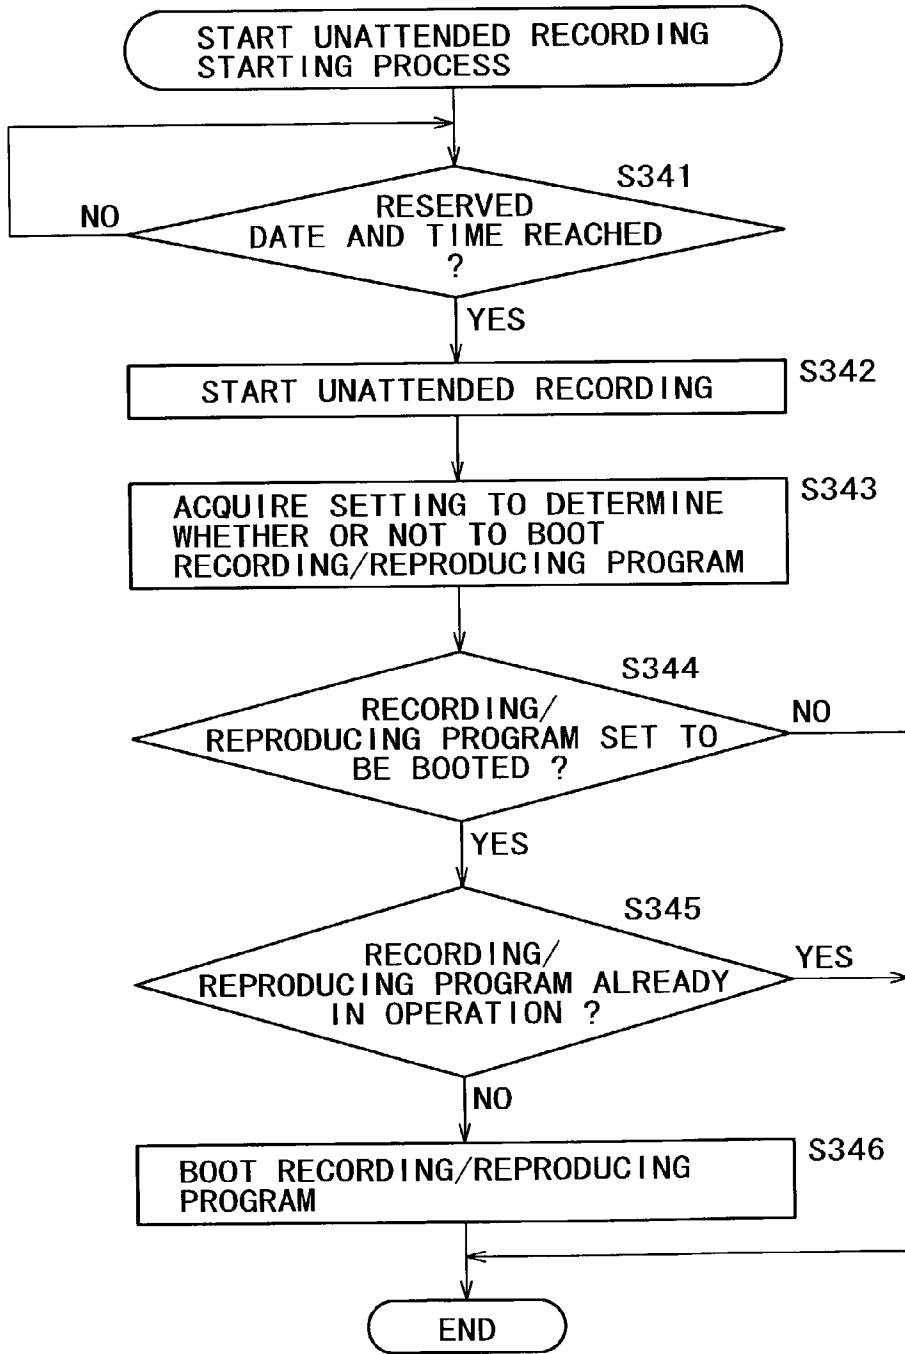 START UNATTENDED RECORDING
STARTING PROCESS
S341
RESERVED
DATE AND TIME REACHED
?
NO
YES
S342
START UNATTENDED RECORDING
S343
ACQUIRE SETTING TO DETERMINE
WHETHER OR NOT TO BOOT
RECORDING/REPRODUCING PROGRAM
S344
RECORDING/
REPRODUCING PROGRAM SET TO
BE BOOTED ?
NO
YES
S345
RECORDING/
REPRODUCING PROGRAM ALREADY
IN OPERATION ?
YES
NO
S346
BOOT RECORDING/REPRODUCING
PROGRAM
END